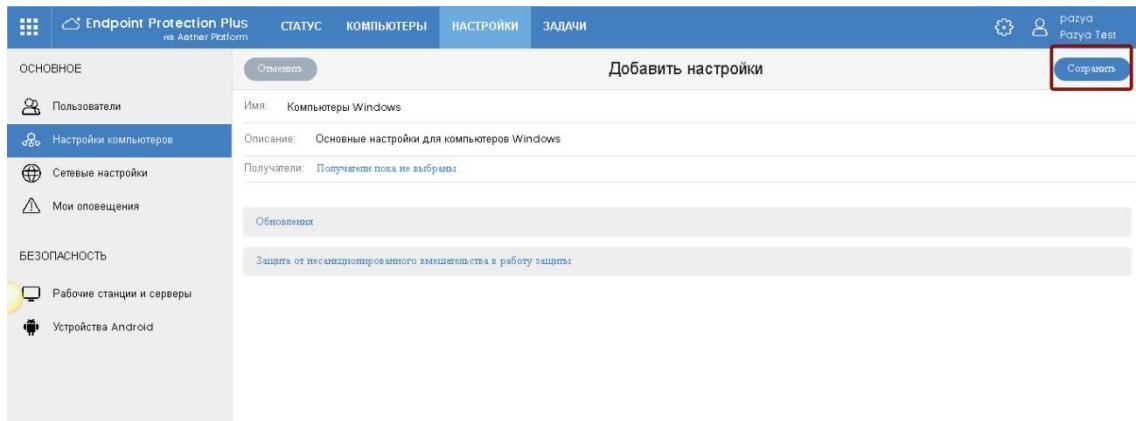 Endpoint Protection Plus
на Aether Platform
СТАТУС
КОМПЬЮТЕРЫ
НАСТРОЙКИ
ЗАДАЧИ
pazya
Pazya Test
ОСНОВНОЕ
Отменить
Добавить настройки
Сохранить
Пользователи
Имя: Компьютеры Windows
Настройки компьютеров
Описание: Основные настройки для компьютеров Windows
Сетевые настройки
Получатели: Получатели пока не выбраны
Мои оповещения
Обновления
БЕЗОПАСНОСТЬ
Защита от несанкционированного вмешательства в работу защиты
Рабочие станции и серверы
Устройства Android